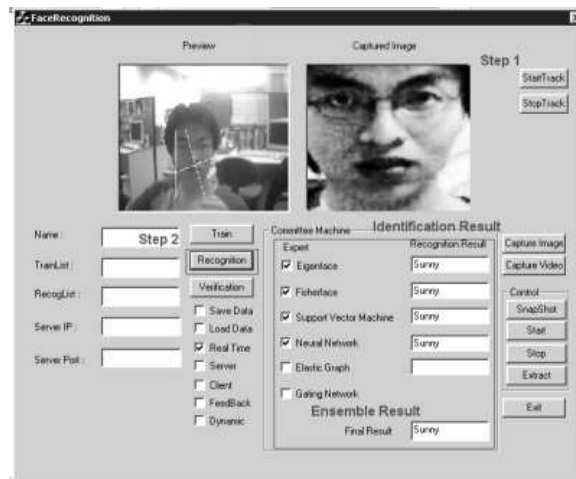 FaceRecognition
Preview
Captured Image
Step 1
StartTrack
StopTrack
Name :
Step 2
Train
TrainList :
Recognition
RecogList :
Verification
Server IP :
Server Port :
Save Data
Load Data
Real Time
Server
Client
FeedBack
Dynamic
Committee Machine
Identification Result
Expert
Recognition Result
Eigenface
Sunny
Fisherface
Sunny
Support Vector Machine
Sunny
Neural Network
Sunny
Elastic Graph
Gating Network
Ensemble Result
Final Result
Sunny
Capture Image
Capture Video
Control
SnapShot
Start
Stop
Extract
Exit